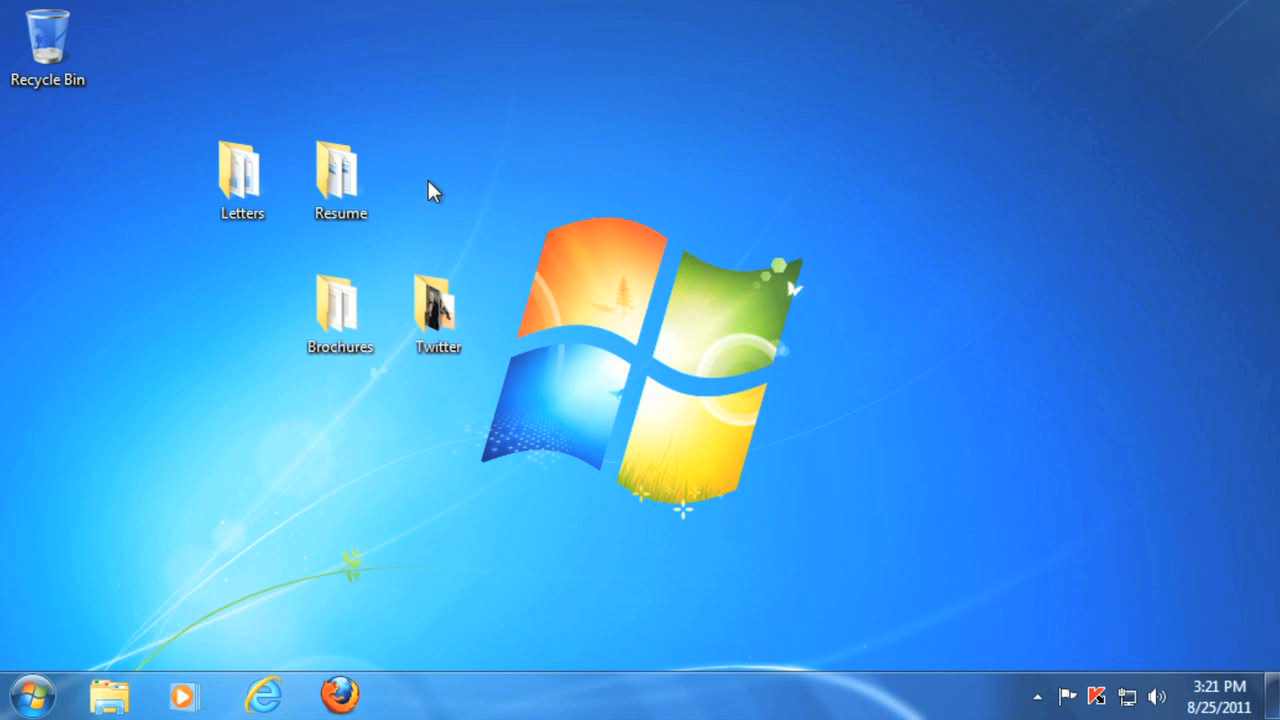 Recycle Bin
Letters
Resume
Brochures
Twitter
3:21 PM
8/25/2011